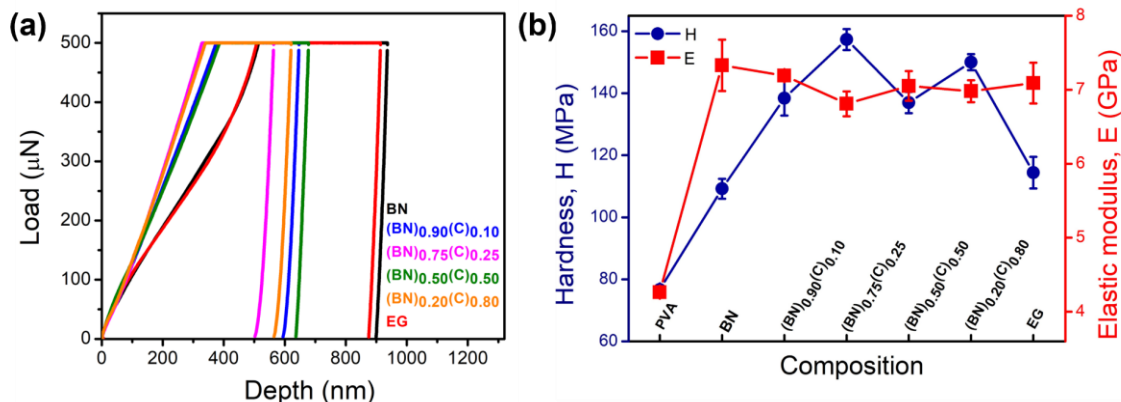 (a)
Load (μN)
500
400
300
200
100
0
0 200 400 600 800 1000 1200
Depth (nm)
BN
(BN)0.90(C)0.10
(BN)0.75(C)0.25
(BN)0.50(C)0.50
(BN)0.20(C)0.80
EG
(b)
Hardness, H (MPa)
160
140
120
100
80
60
H
E
8
7
6
5
4
Elastic modulus, E (GPa)
PVA
BN
(BN)0.90(C)0.10
(BN)0.75(C)0.25
(BN)0.50(C)0.50
(BN)0.20(C)0.80
EG
Composition